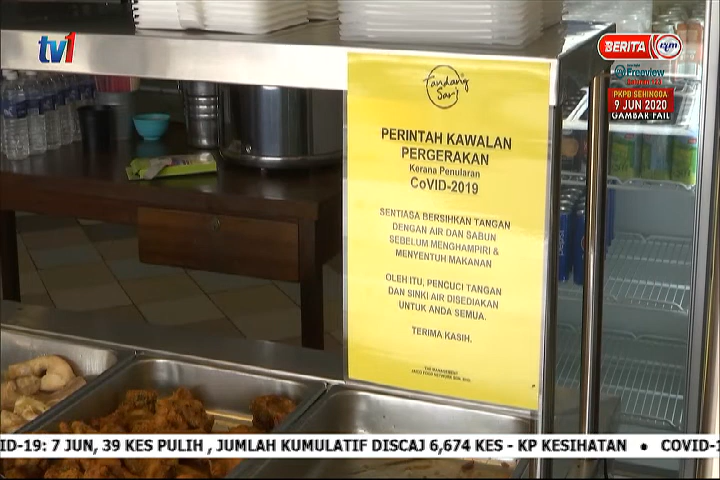 tv1
BERITA rtm
Freeview
PKPB SEHINGGA
9 JUN 2020
GAMBAR FAIL
Tandang
Sari
PERINTAH KAWALAN
PERGERAKAN
Kerana Penularan
CoVID-2019
SENTIASA BERSIHKAN TANGAN
DENGAN AIR DAN SABUN
SEBELUM MENGHAMPIRI &
MENYENTUH MAKANAN
OLEH ITU, PENCUCI TANGAN
DAN SINKI AIR DISEDIAKAN
UNTUK ANDA SEMUA.
TERIMA KASIH.
THE MANAGEMENT
ID-19: 7 JUN, 39 KES PULIH , JUMLAH KUMULATIF DISCAJ 6,674 KES - KP KESIHATAN • COVID-1